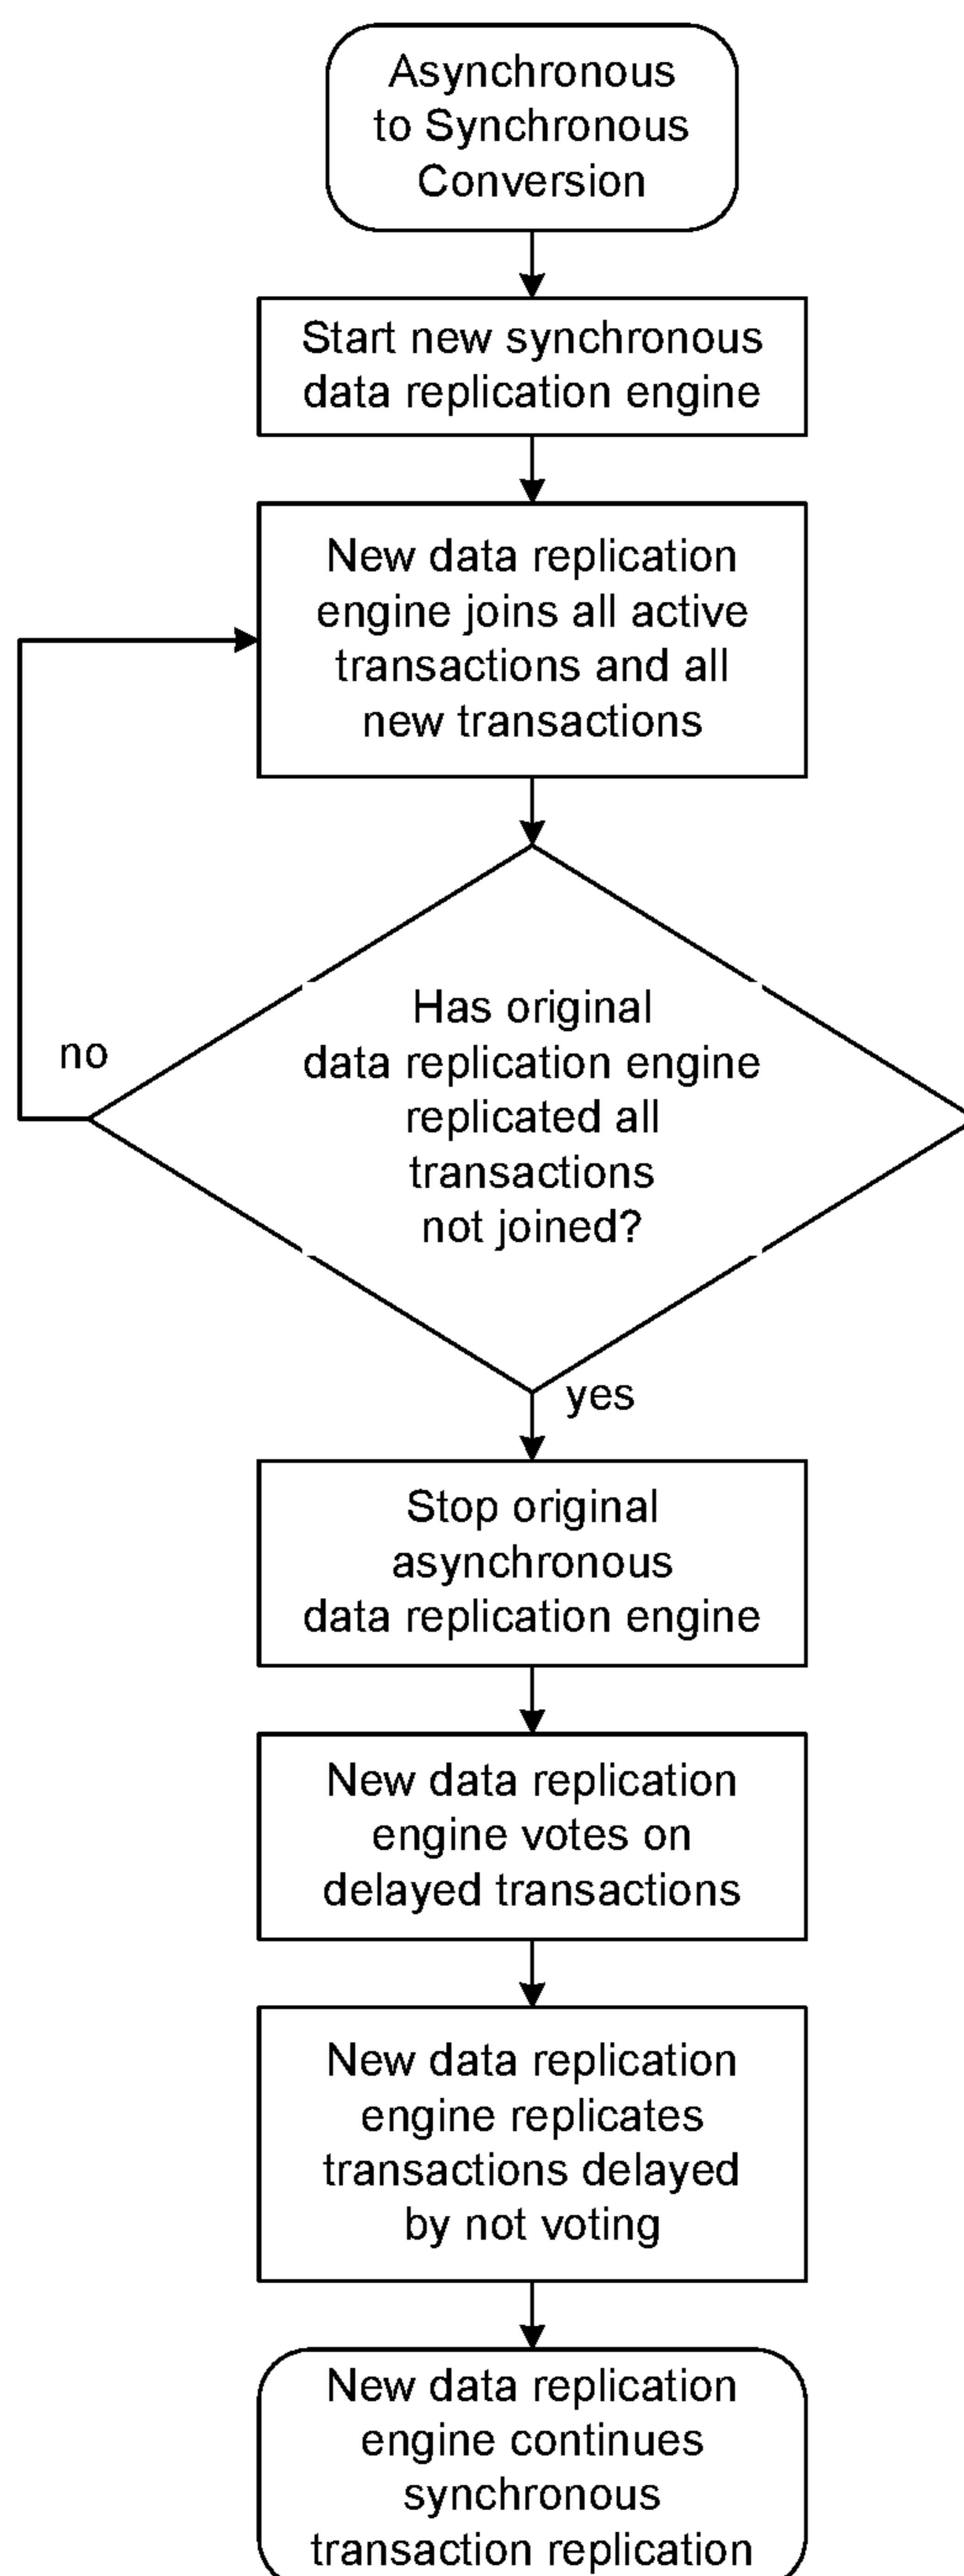 Asynchronous
to Synchronous
Conversion
Start new synchronous
data replication engine
New data replication
engine joins all active
transactions and all
new transactions
Has original
data replication engine
replicated all
transactions
not joined?
no
yes
Stop original
asynchronous
data replication engine
New data replication
engine votes on
delayed transactions
New data replication
engine replicates
transactions delayed
by not voting
New data replication
engine continues
synchronous
transaction replication